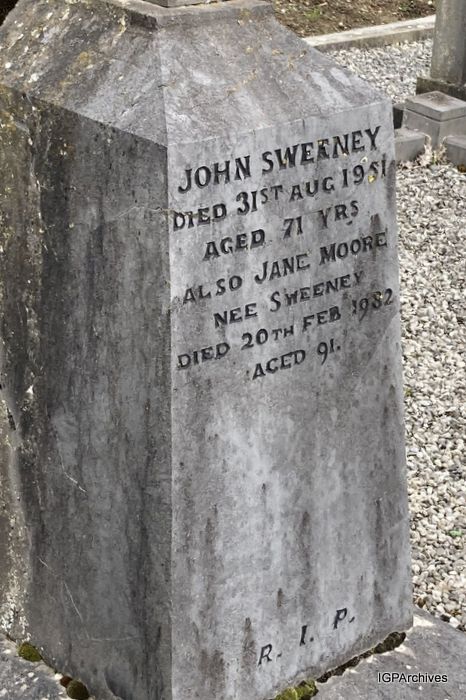 JOHN SWEENEY
DIED 31ST AUG 1951
AGED 71 YRS
ALSO JANE MOORE
NEE SWEENEY
DIED 20TH FEB 1982
AGED 91.
R. I. P.
IGPArchives